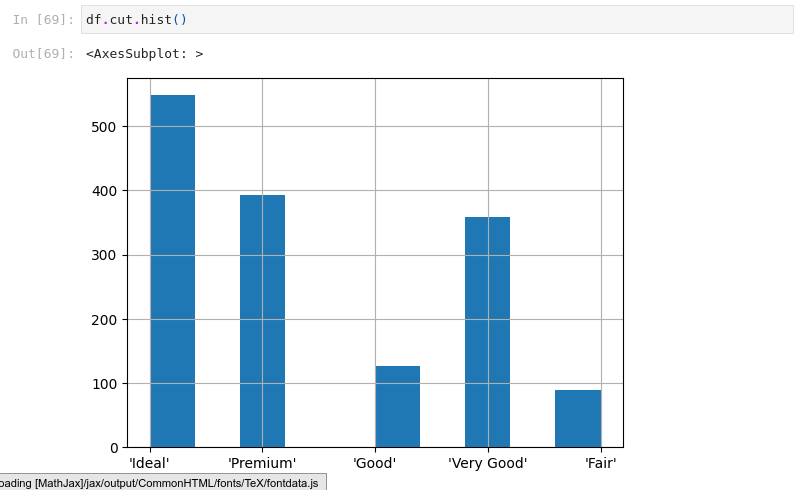 In [69]: df.cut.hist()
Out[69]: <AxesSubplot: >
500
400
300
200
100
0
'Ideal' 'Premium' 'Good' 'Very Good' 'Fair'
oading [MathJax]/jax/output/CommonHTML/fonts/TeX/fontdata.js